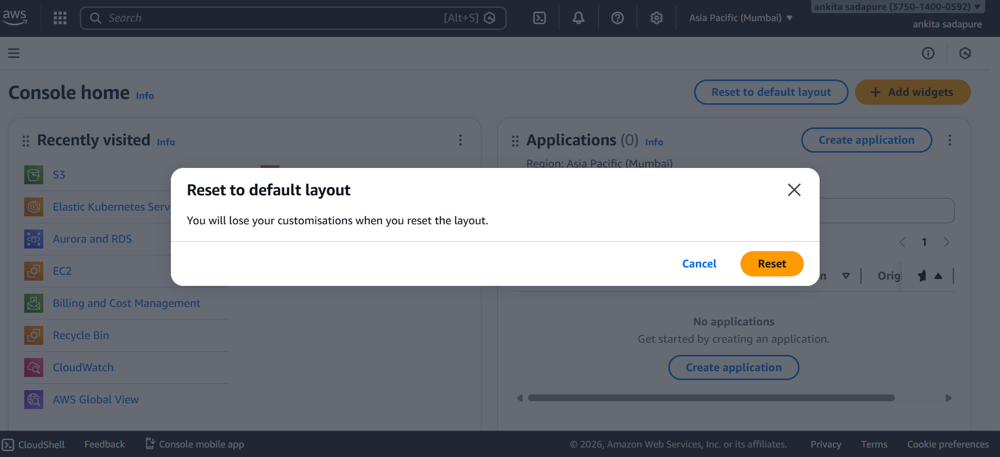 aws
Search [Alt+S]
Asia Pacific (Mumbai)
ankita sadapure (3750-1400-0592)
ankita sadapure
Console home Info
Reset to default layout
Add widgets
Recently visited Info
S3
Elastic Kubernetes Serv
Aurora and RDS
EC2
Billing and Cost Management
Recycle Bin
CloudWatch
AWS Global View
Applications (0) Info
Create application
Region: Asia Pacific (Mumbai)
Reset to default layout
You will lose your customisations when you reset the layout.
Cancel
Reset
1
n
Origi
No applications
Get started by creating an application.
Create application
CloudShell
Feedback
Console mobile app
© 2026, Amazon Web Services, Inc. or its affiliates.
Privacy
Terms
Cookie preferences